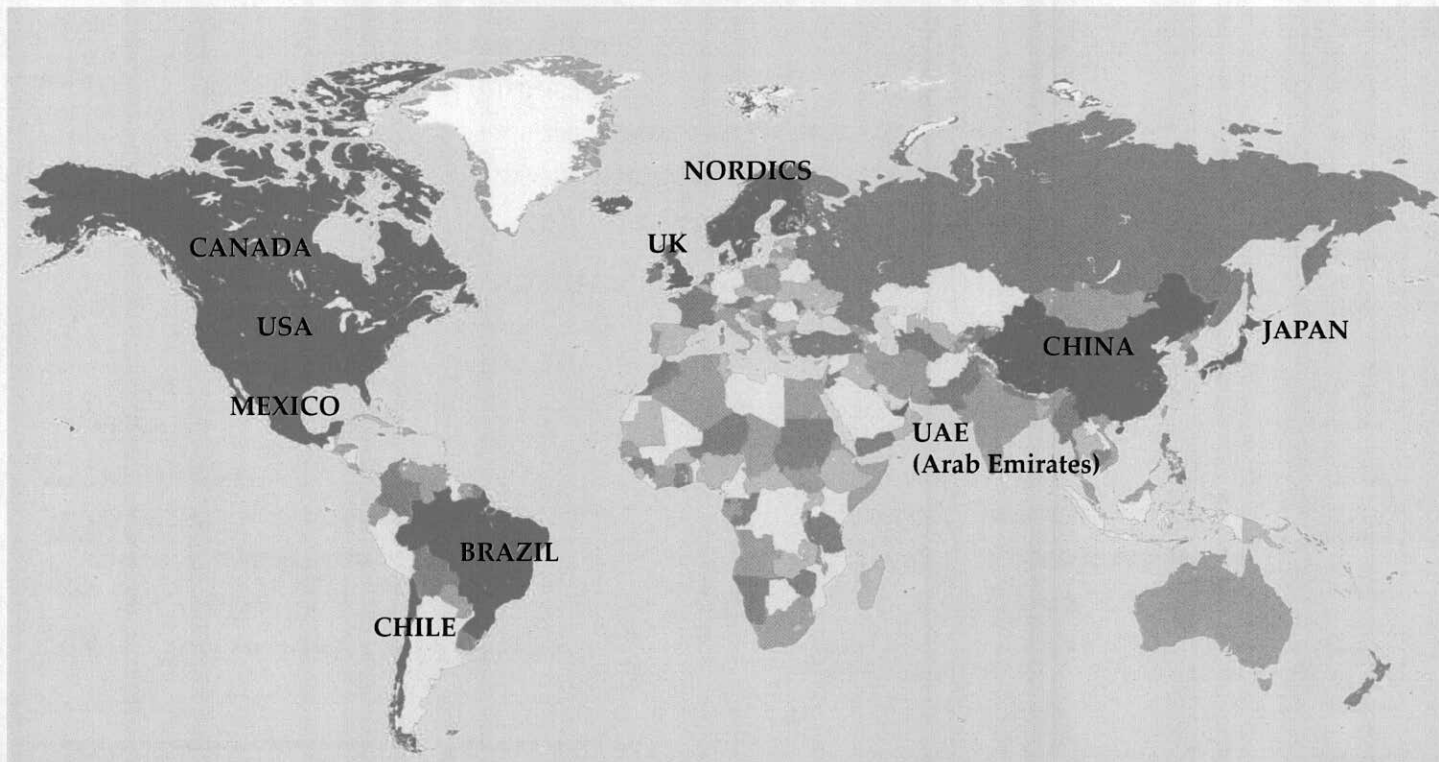 NORDICS
UK
CANADA
USA
JAPAN
CHINA
MEXICO
UAE
(Arab Emirates)
BRAZIL
CHILE